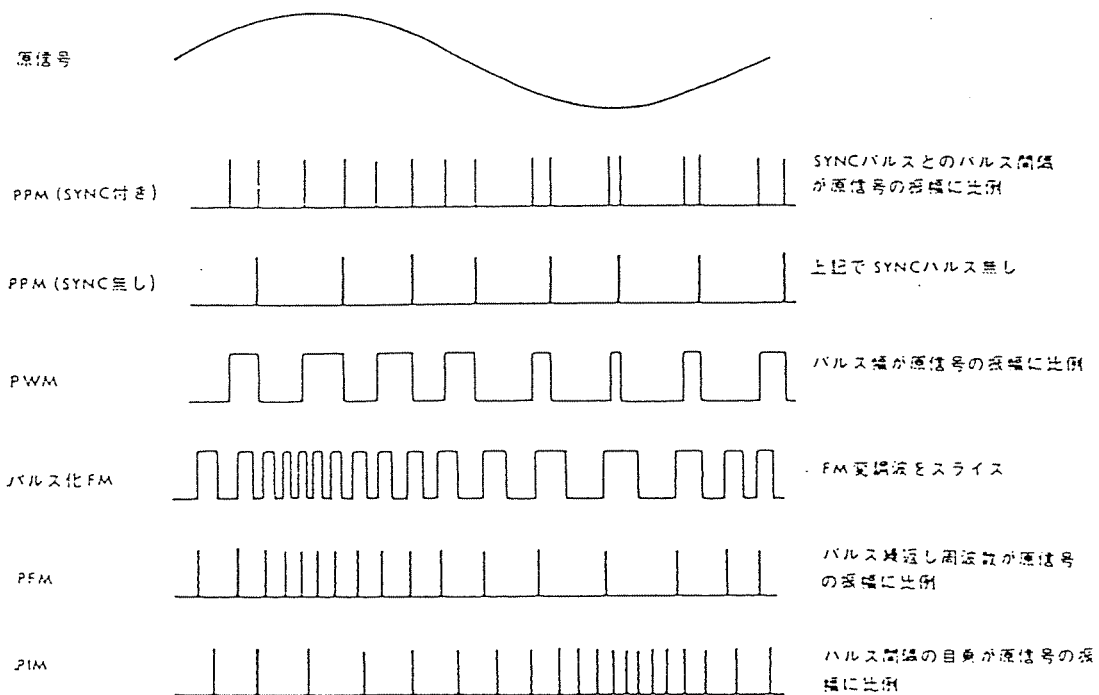 原信号
PPM (SYNC付き)
SYNCパルスとのパルス間隔
が原信号の振幅に比例
PPM (SYNC無し)
上記で SYNCパルス無し
PWM
パルス幅が原信号の振幅に比例
パルス化FM
FM変調波をスライス
PFM
パルス繰返し周波数が原信号
の振幅に比例
PIM
パルス間隔の自身が原信号の振
幅に比例